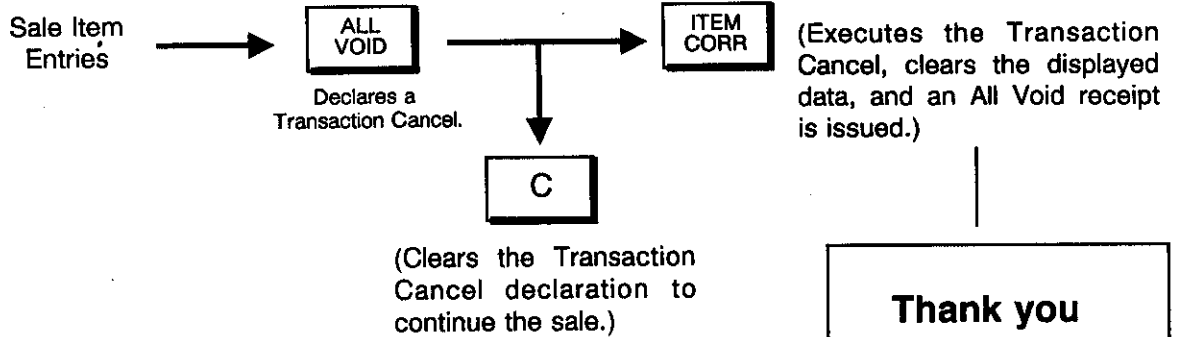 Sale Item
Entries
ALL
VOID
Declares a
Transaction Cancel.
ITEM
CORR
(Executes the Transaction
Cancel, clears the displayed
data, and an All Void receipt
is issued.)
C
(Clears the Transaction
Cancel declaration to
continue the sale.)
Thank you